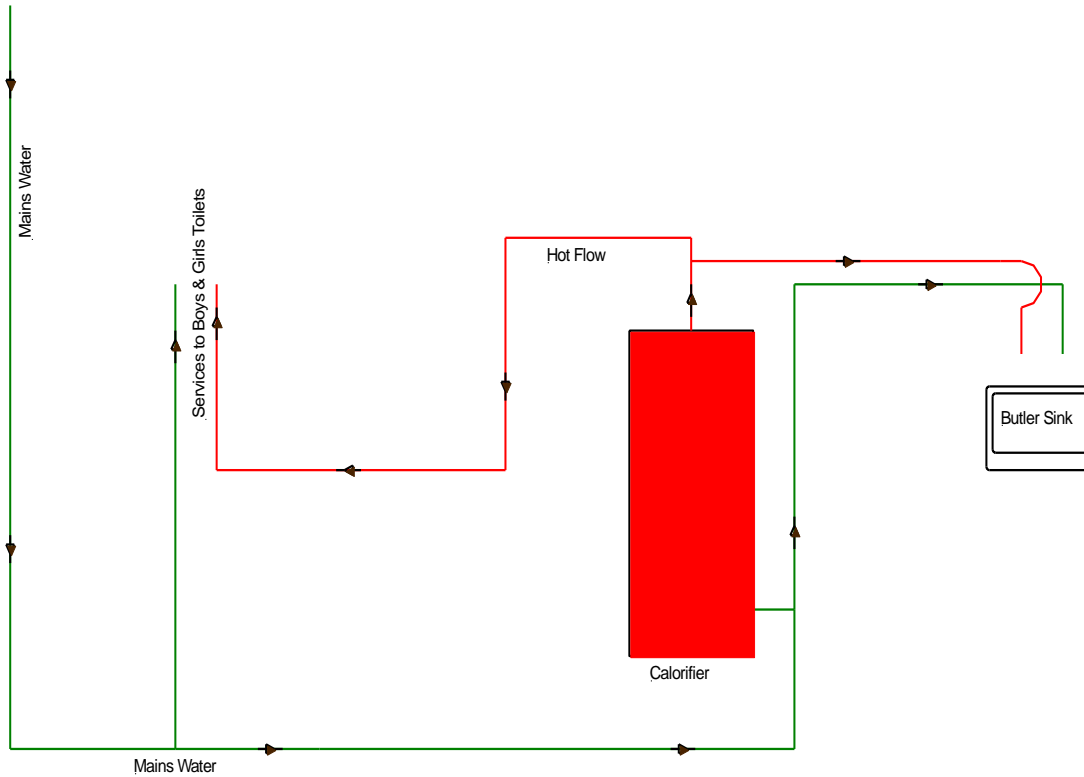 Mains Water
Services to Boys & Girls Toilets
Hot Flow
Butler Sink
Calorifier
Mains Water